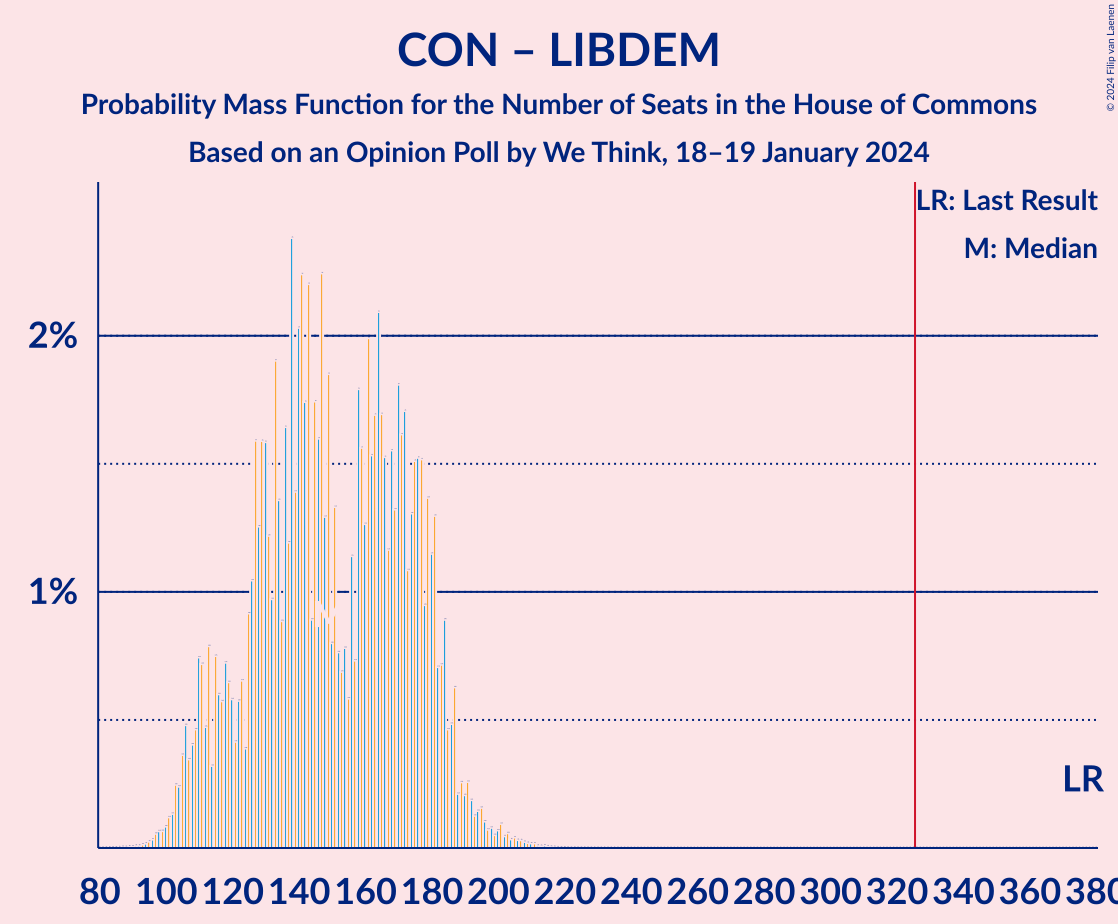 CON – LIBDEM
Probability Mass Function for the Number of Seats in the House of Commons
Based on an Opinion Poll by We Think, 18–19 January 2024
© 2024 Filip van Laenen
LR: Last Result
M: Median
2%
1%
LR
80 100 120 140 160 180 200 220 240 260 280 300 320 340 360 380